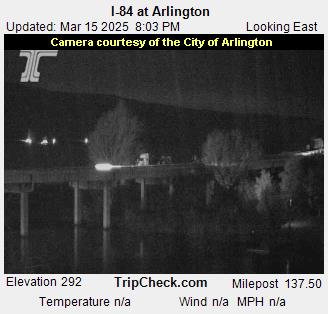 I-84 at Arlington
Updated: Mar 15 2025 8:03 PM Looking East
Camera courtesy of the City of Arlington
Elevation 292 TripCheck.com Milepost 137.50
Temperature n/a Wind n/a MPH n/a